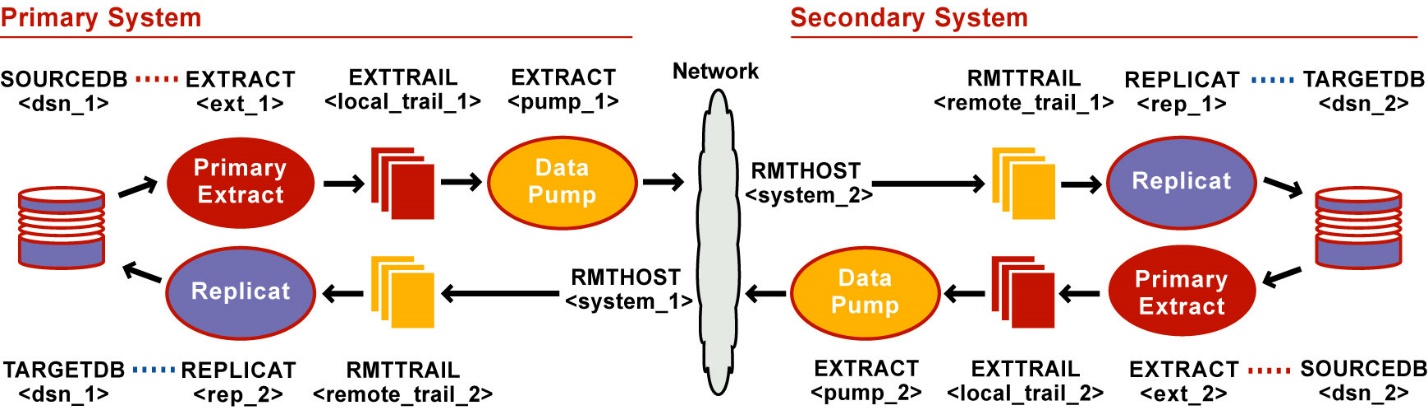 Primary System
Secondary System
SOURCEDB
<dsn_1>
EXTRACT
<ext_1>
EXTTRAIL
<local_trail_1>
EXTRACT
<pump_1>
Network
RMTTRAIL
<remote_trail_1>
REPLICAT
<rep_1>
TARGETDB
<dsn_2>
Primary
Extract
Data
Pump
RMTHOST
<system_2>
Replicat
Replicat
RMTHOST
<system_1>
Data
Pump
Primary
Extract
TARGETDB
<dsn_1>
REPLICAT
<rep_2>
RMTTRAIL
<remote_trail_2>
EXTRACT
<pump_2>
EXTTRAIL
<local_trail_2>
EXTRACT
<ext_2>
SOURCEDB
<dsn_2>